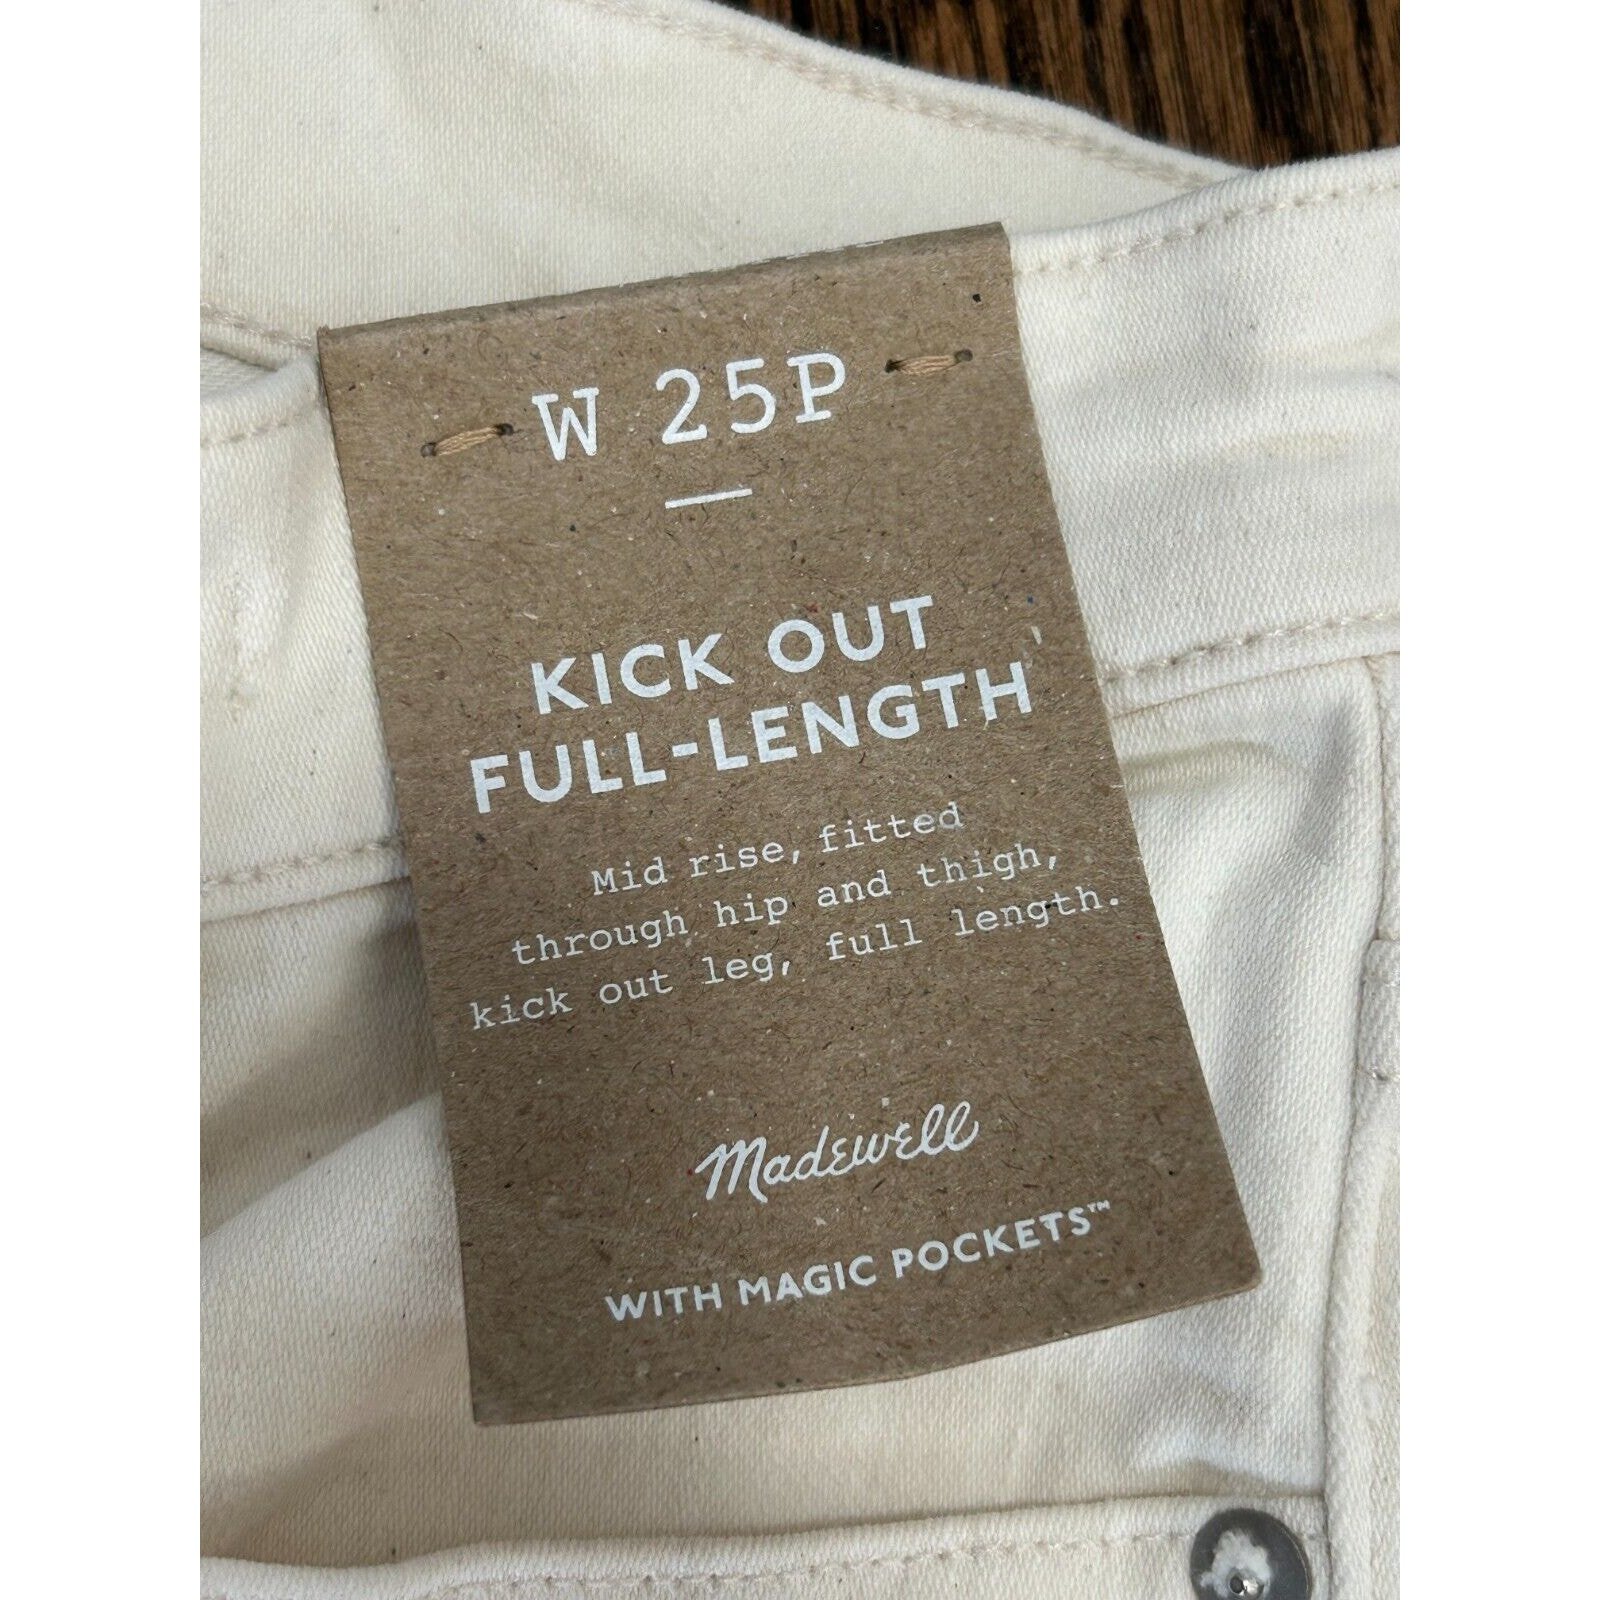 W 25P
KICK OUT
FULL-LENGTH
Mid rise, fitted
through hip and thigh,
kick out leg, full length.
Madewell
WITH MAGIC POCKETS™